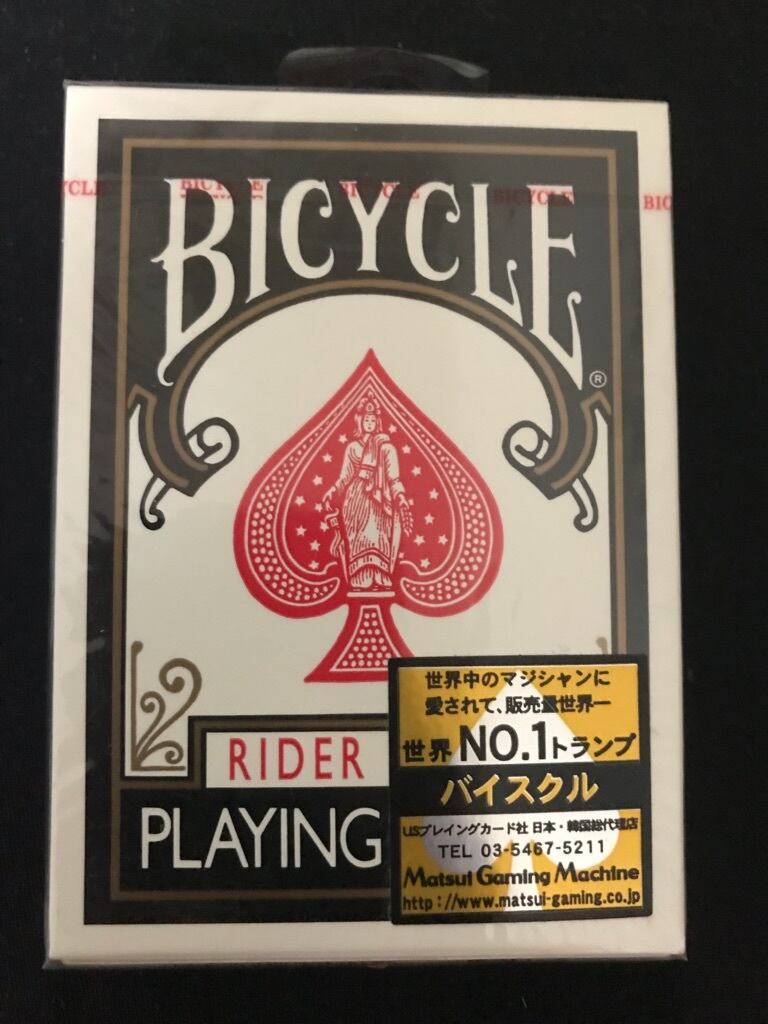 BICYCLE
®
RIDER
PLAYING
世界中のマジシャンに
愛されて、販売量世界一
世界NO.1トランプ
バイスクル
USプレイングカード社 日本・韓国総代理店
TEL 03-5467-5211
Matsui Gaming Machine
http://www.matsui-gaming.co.jp